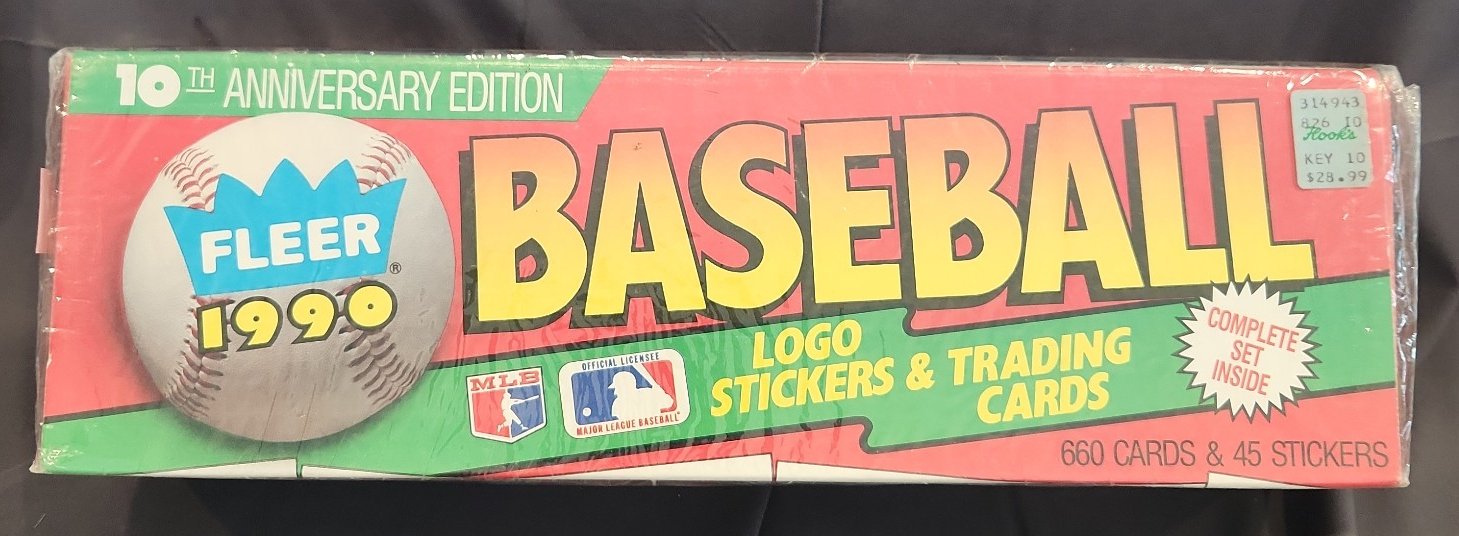 10TH ANNIVERSARY EDITION
FLEER®
1990
BASEBALL
314943
826 10
Hook's
KEY 10
$28.99
LOGO
STICKERS & TRADING
CARDS
COMPLETE
SET
INSIDE
MLB
OFFICIAL LICENSEE
MAJOR LEAGUE BASEBALL
660 CARDS & 45 STICKERS